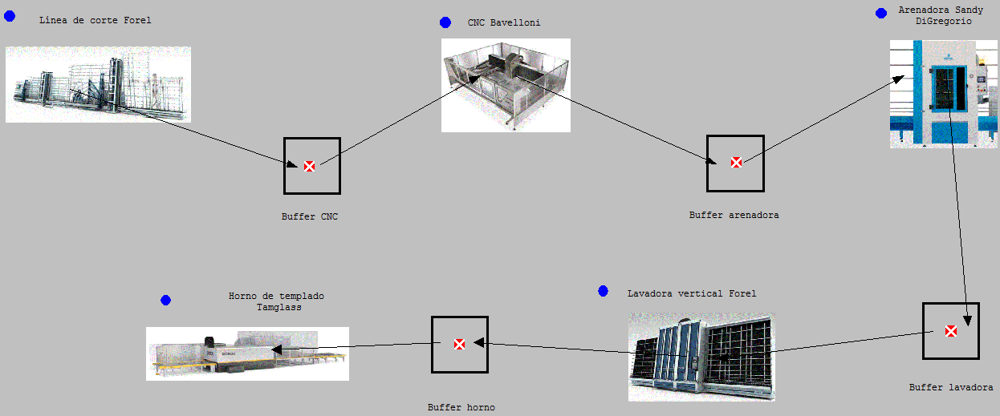 Línea de corte Forel
CNC Bavelloni
Arenadora Sandy
DiGregorio
Buffer CNC
Buffer arenadora
Horno de templado
Tamglass
Lavadora vertical Forel
Buffer horno
Buffer lavadora